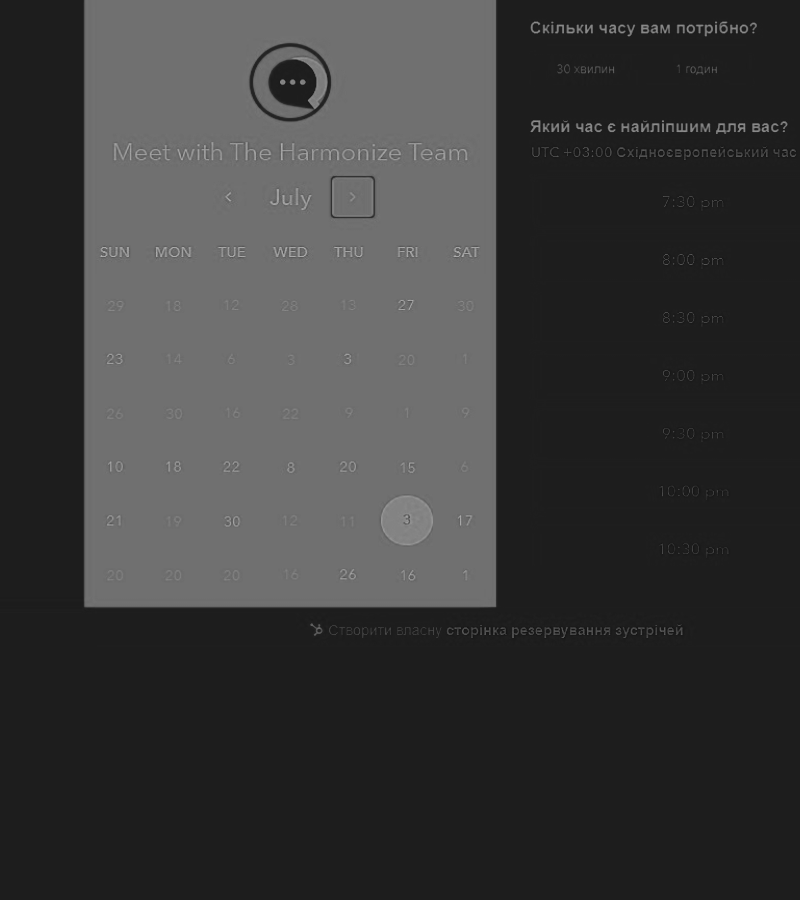 Meet with The Harmonize Team
July
SUN MON TUE WED THU FRI SAT
29 18 12 28 13 27 30
23 14 6 3 3 20 1
26 30 16 22 9 1 9
10 18 22 8 20 15 6
21 19 30 12 11 3 17
20 20 20 16 26 16 1
Скільки часу вам потрібно?
30 хвилин 1 годин
Який час є найліпшим для вас?
UTC +03:00 Східноєвропейський час
7:30 pm
8:00 pm
8:30 pm
9:00 pm
9:30 pm
10:00 pm
10:30 pm
Створити власну сторінка резервування зустрічей